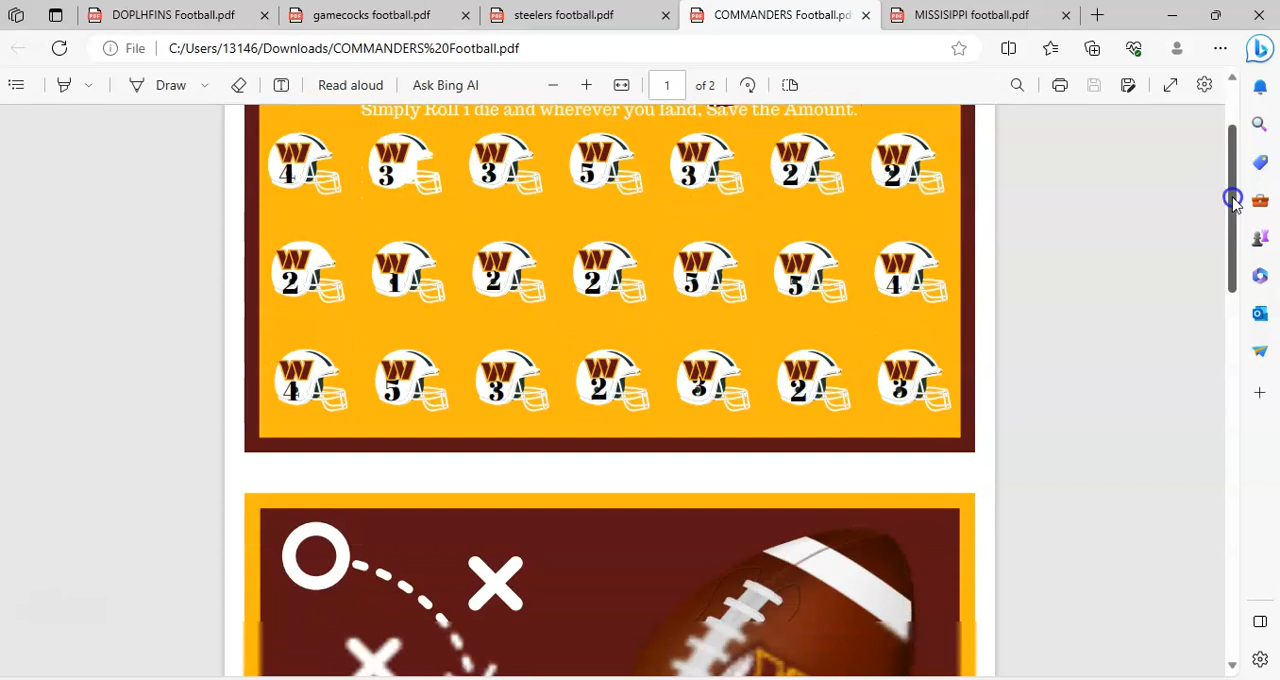 DOPLHFINS Football.pdf
gamecocks football.pdf
steelers football.pdf
COMMANDERS Football.pdf
MISSISIPPI football.pdf
File C:/Users/13146/Downloads/COMMANDERS%20Football.pdf
Draw
Read aloud
Ask Bing AI
1 of 2
Simply Roll 1 die and wherever you land, Save the Amount.
W W W W W W W
4 3 3 5 3 2 2
W W W W W W W
2 1 2 2 5 5 4
W W W W W W W
4 5 3 2 3 2 3